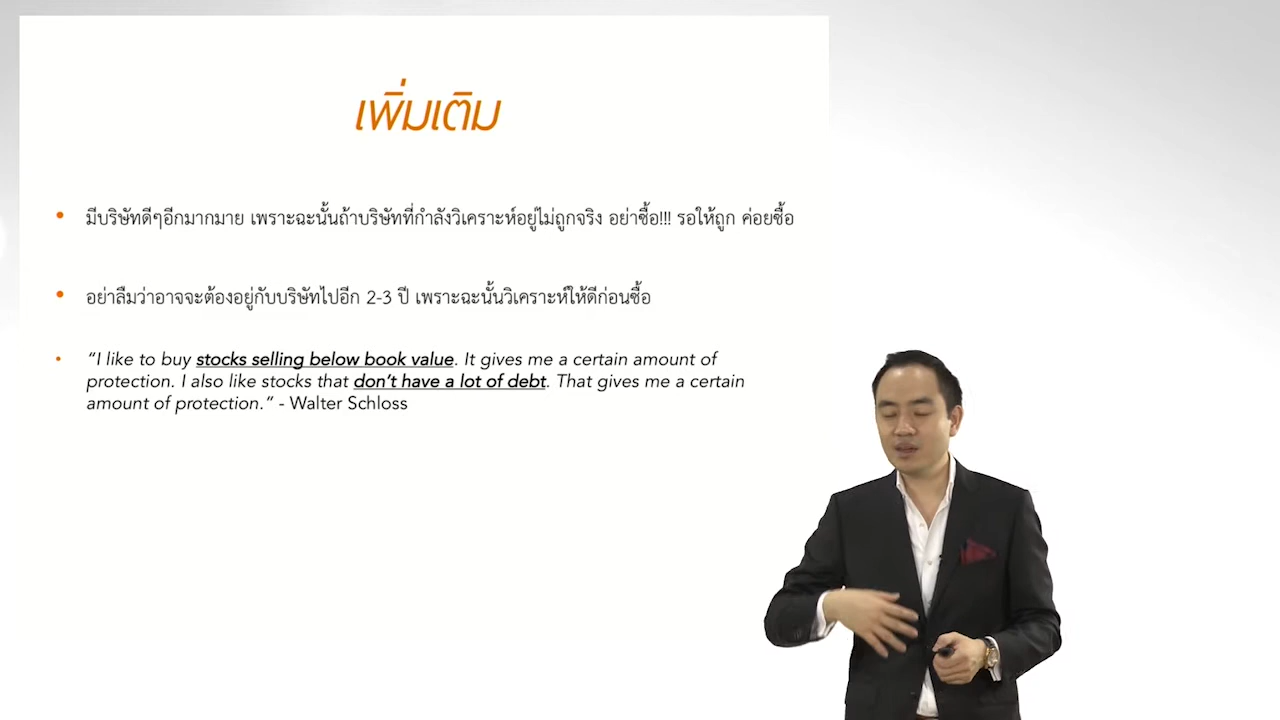 เพิ่มเติม
• มีบริษัทดีๆอีกมากมาย เพราะฉะนั้นถ้าบริษัทที่กำลังวิเคราะห์อยู่ไม่ถูกจริง อย่าซื้อ!!! รอให้ถูก ค่อยซื้อ
• อย่าลืมว่าอาจจะต้องอยู่กับบริษัทไปอีก 2-3 ปี เพราะฉะนั้นวิเคราะห์ให้ดีก่อนซื้อ
• “I like to buy stocks selling below book value. It gives me a certain amount of
protection. I also like stocks that don’t have a lot of debt. That gives me a certain
amount of protection.” - Walter Schloss